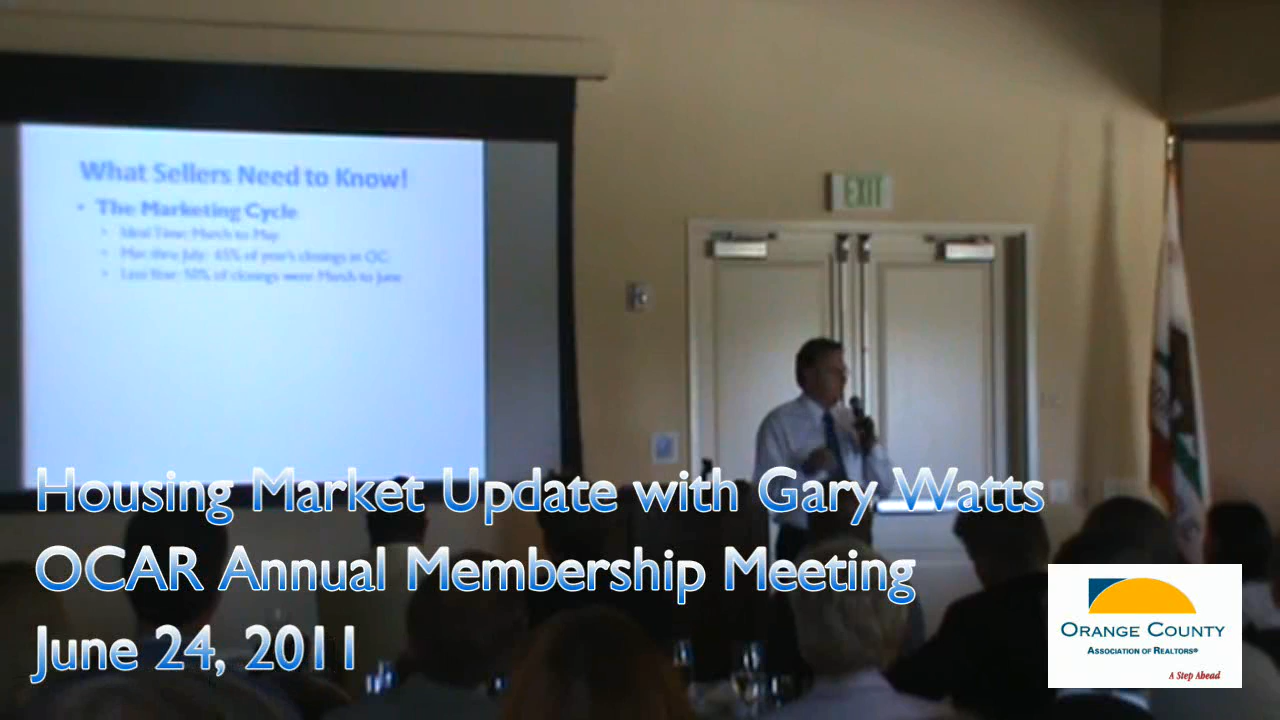 What Sellers Need to Know!
• The Marketing Cycle
• Ideal Time: March to May
• Mar thru July: 65% of year's closings in OC
• Last Year: 50% of closings were March to June
EXIT
Housing Market Update with Gary Watts
OCAR Annual Membership Meeting
June 24, 2011
ORANGE COUNTY
ASSOCIATION OF REALTORS®
A Step Ahead